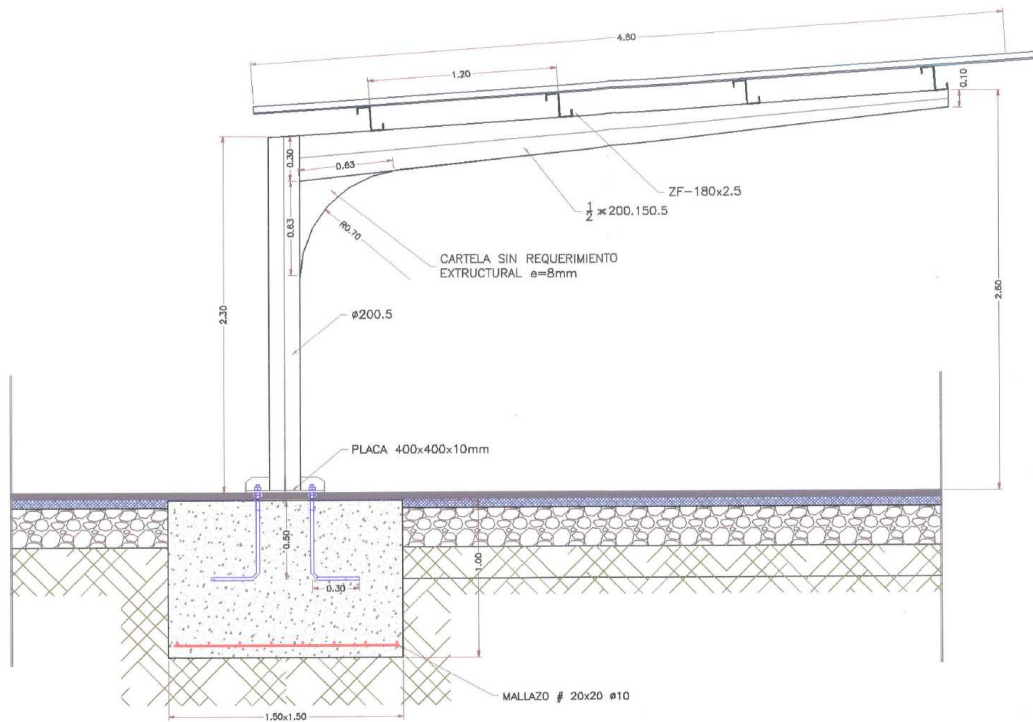 4.80
1.20
0.10
0.30
0.63
ZF-180x2.5
1/2 x200.150.5
R0.70
0.63
CARTELA SIN REQUERIMIENTO
EXTRUCTURAL e=8mm
2.30
ø200.5
2.60
PLACA 400x400x10mm
0.50
1.00
0.30
MALLAZO # 20x20 ø10
1.50x1.50